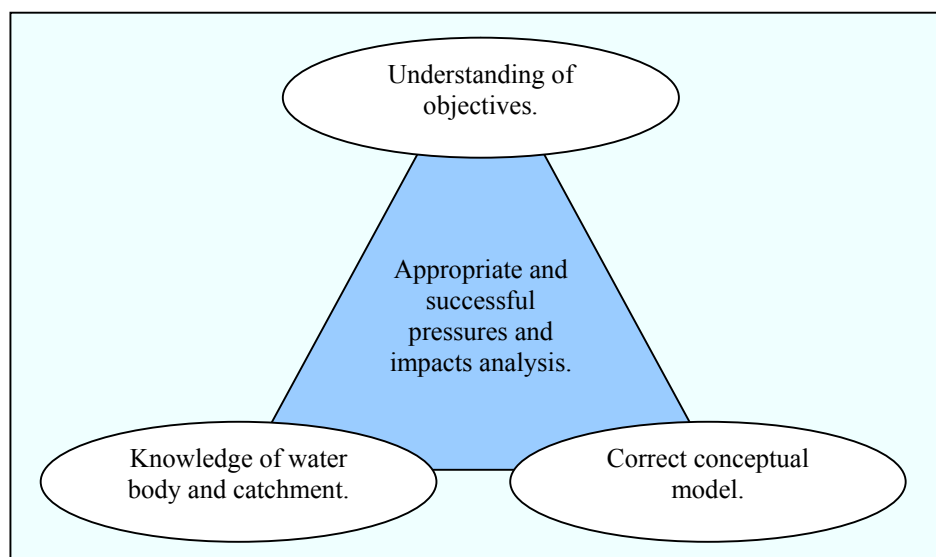 Understanding of
objectives.
Appropriate and
successful
pressures and
impacts analysis.
Knowledge of water
body and catchment.
Correct conceptual
model.